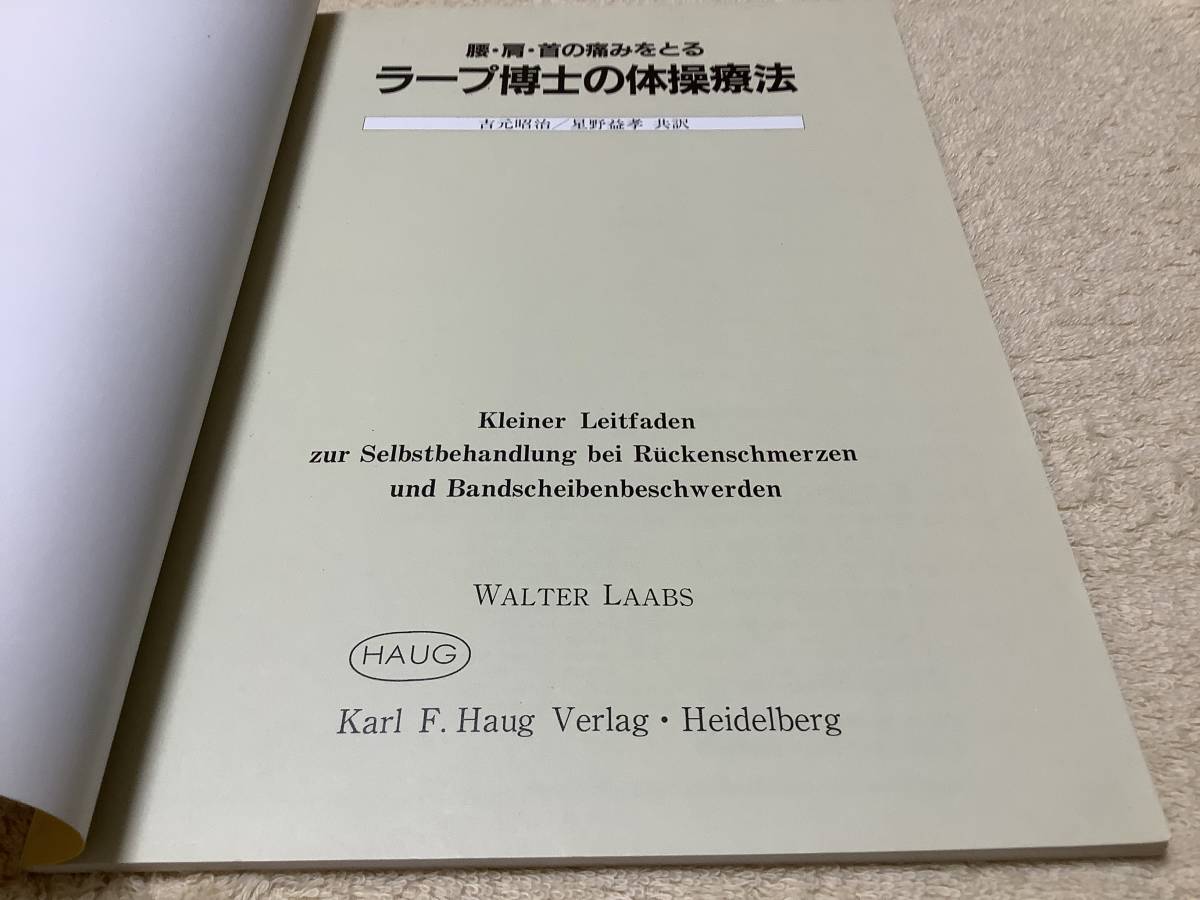 腰・肩・首の痛みをとる
ラープ博士の体操療法
吉元昭治／星野益孝 共訳
Kleiner Leitfaden
zur Selbstbehandlung bei Rückenschmerzen
und Bandscheibenbeschwerden
WALTER LAABS
HAUG
Karl F. Haug Verlag・Heidelberg